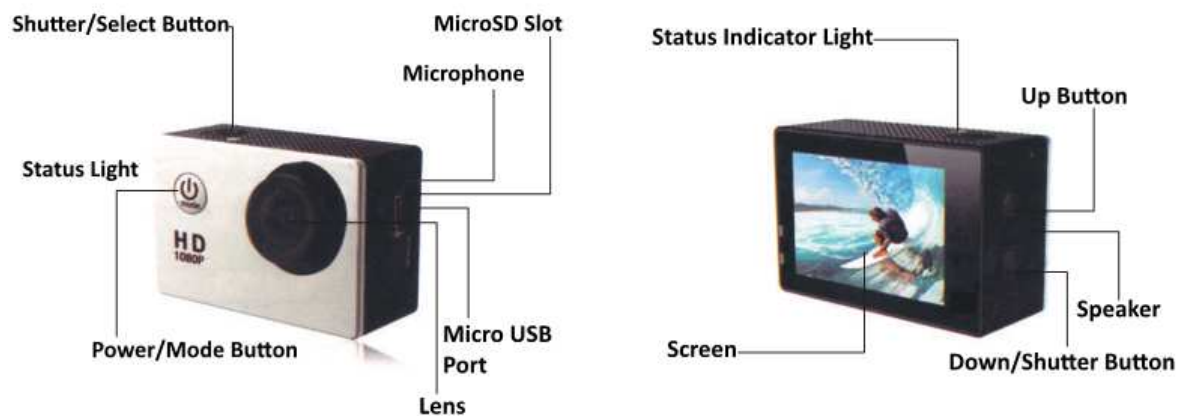 Shutter/Select Button
MicroSD Slot
Microphone
Status Light
HD
1080P
Power/Mode Button
Micro USB
Port
Lens
Status Indicator Light
Up Button
Speaker
Screen
Down/Shutter Button